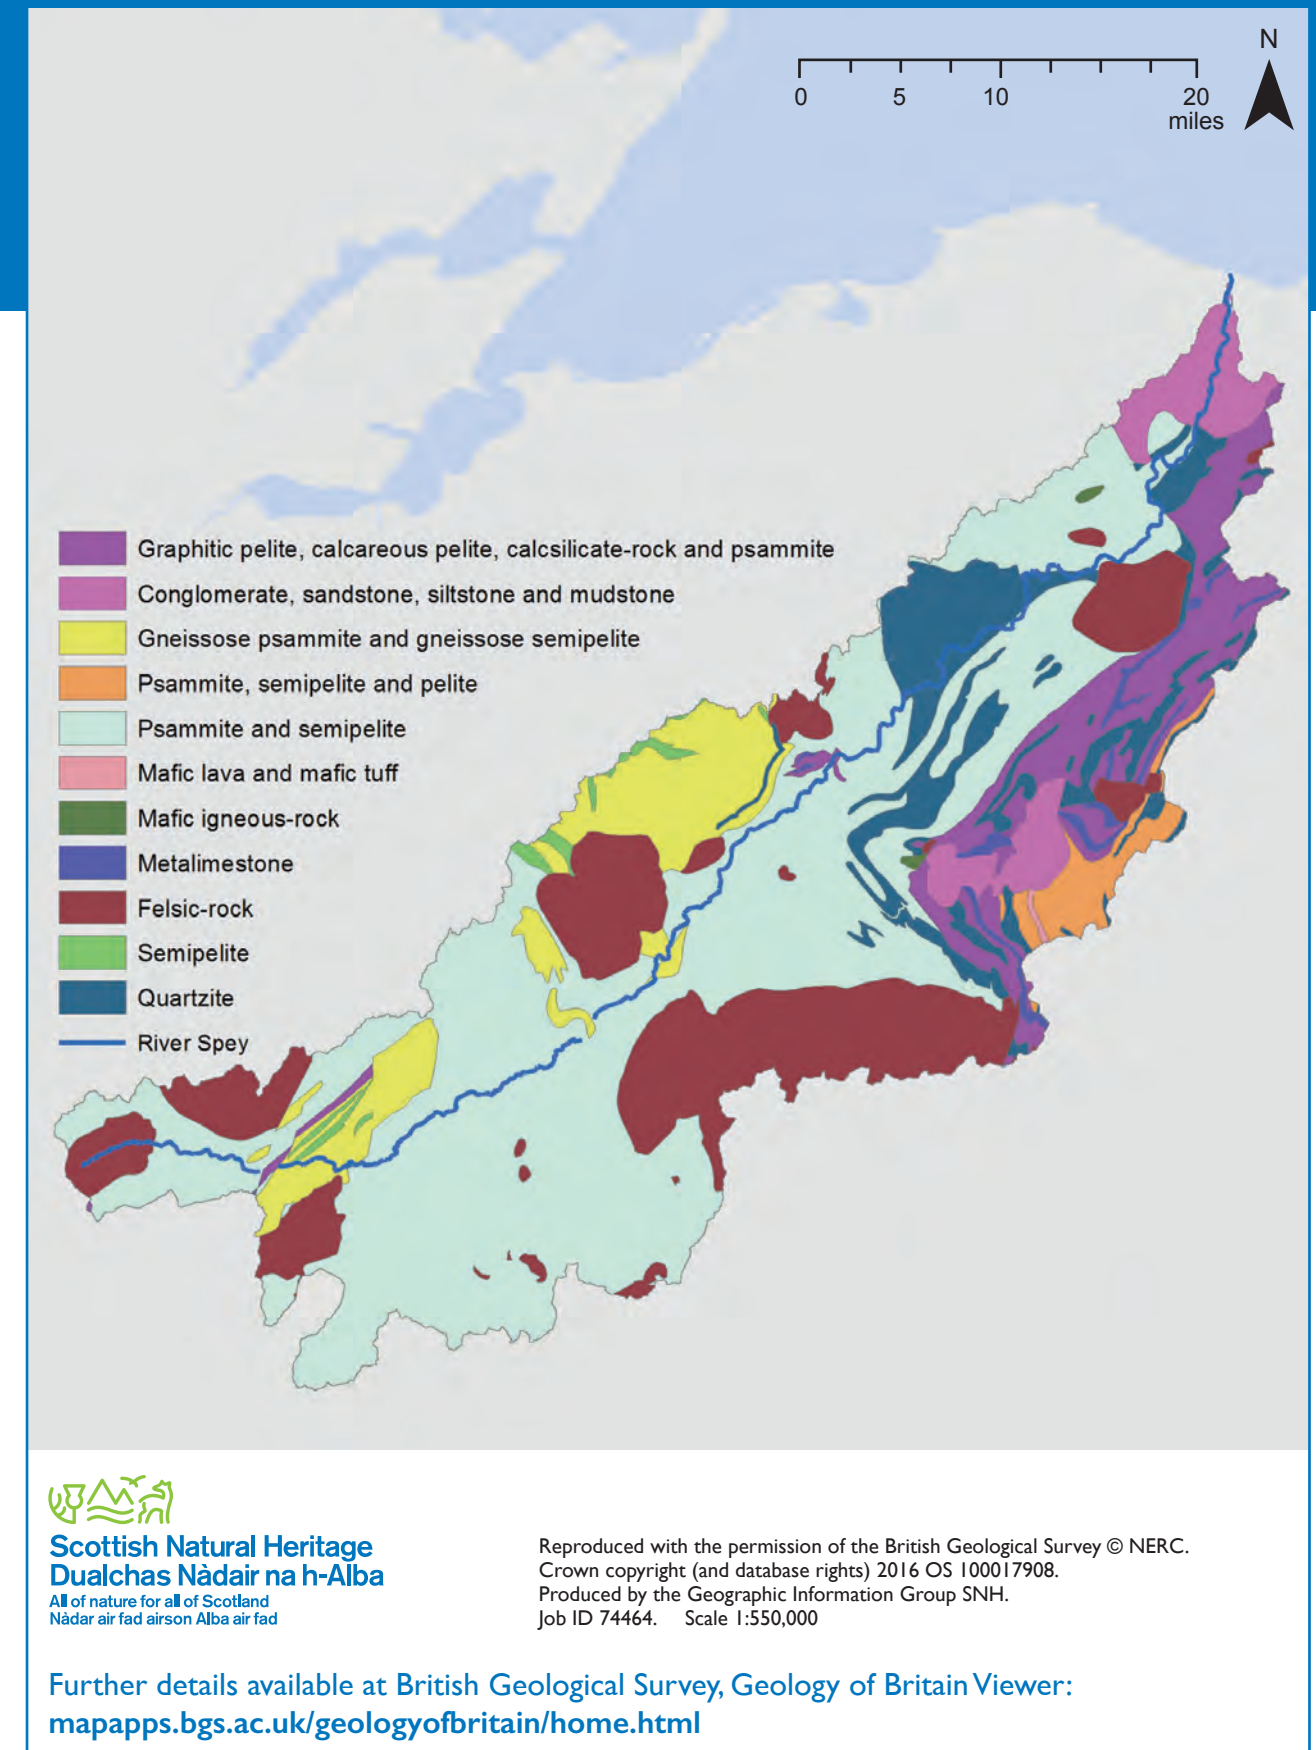 N
0 5 10 20
miles
Graphitic pelite, calcareous pelite, calcsilicate-rock and psammite
Conglomerate, sandstone, siltstone and mudstone
Gneissose psammite and gneissose semipelite
Psammite, semipelite and pelite
Psammite and semipelite
Mafic lava and mafic tuff
Mafic igneous-rock
Metalimestone
Felsic-rock
Semipelite
Quartzite
River Spey
Scottish Natural Heritage
Dualchas Nàdair na h-Alba
All of nature for all of Scotland
Nàdar air fad airson Alba air fad
Reproduced with the permission of the British Geological Survey © NERC.
Crown copyright (and database rights) 2016 OS 100017908.
Produced by the Geographic Information Group SNH.
Job ID 74464. Scale 1:550,000
Further details available at British Geological Survey, Geology of Britain Viewer:
mapapps.bgs.ac.uk/geologyofbritain/home.html